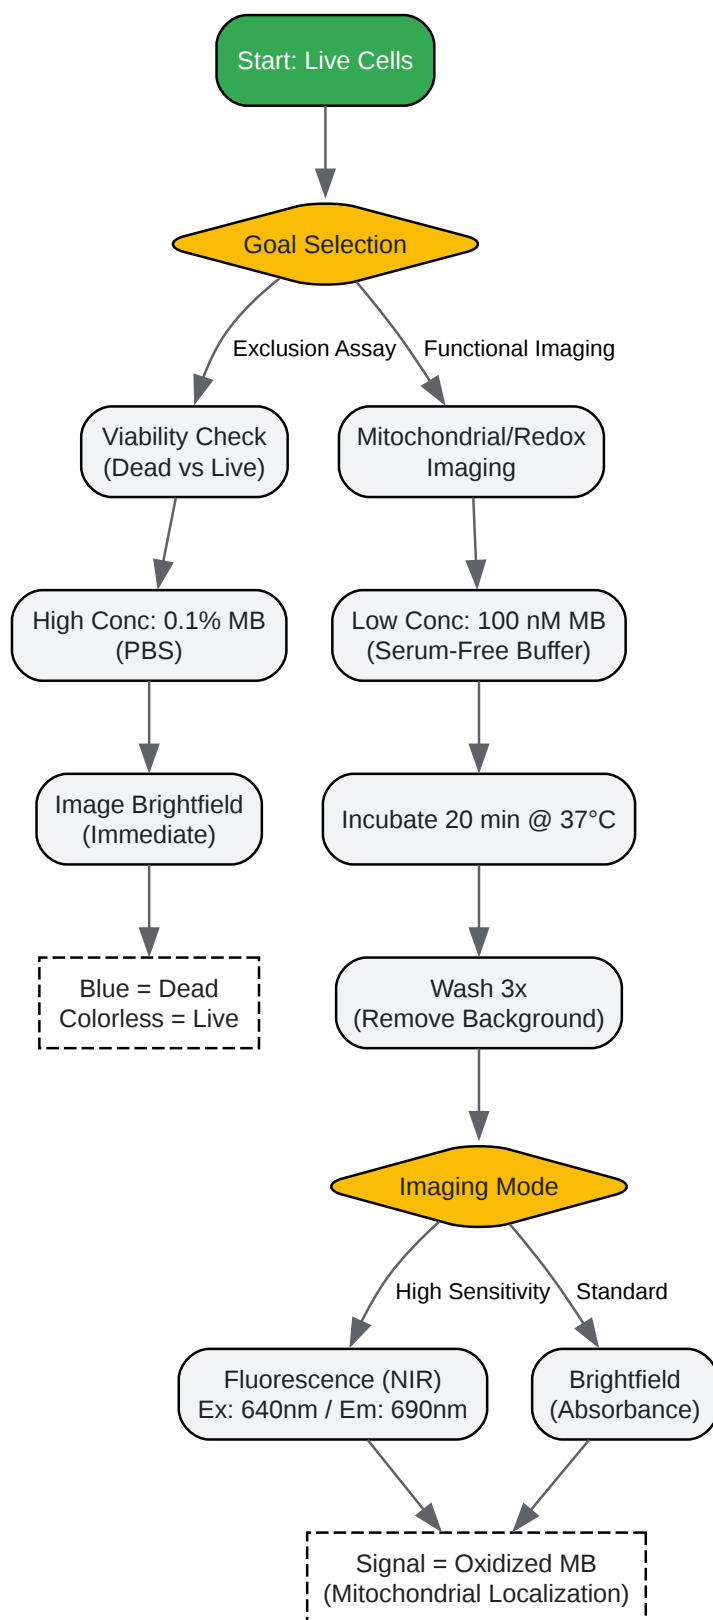 Start: Live Cells
Goal Selection
Exclusion Assay
Functional Imaging
Viability Check
(Dead vs Live)
Mitochondrial/Redox
Imaging
High Conc: 0.1% MB
(PBS)
Low Conc: 100 nM MB
(Serum-Free Buffer)
Image Brightfield
(Immediate)
Incubate 20 min @ 37°C
Blue = Dead
Colorless = Live
Wash 3x
(Remove Background)
Imaging Mode
High Sensitivity
Standard
Fluorescence (NIR)
Ex: 640nm / Em: 690nm
Brightfield
(Absorbance)
Signal = Oxidized MB
(Mitochondrial Localization)